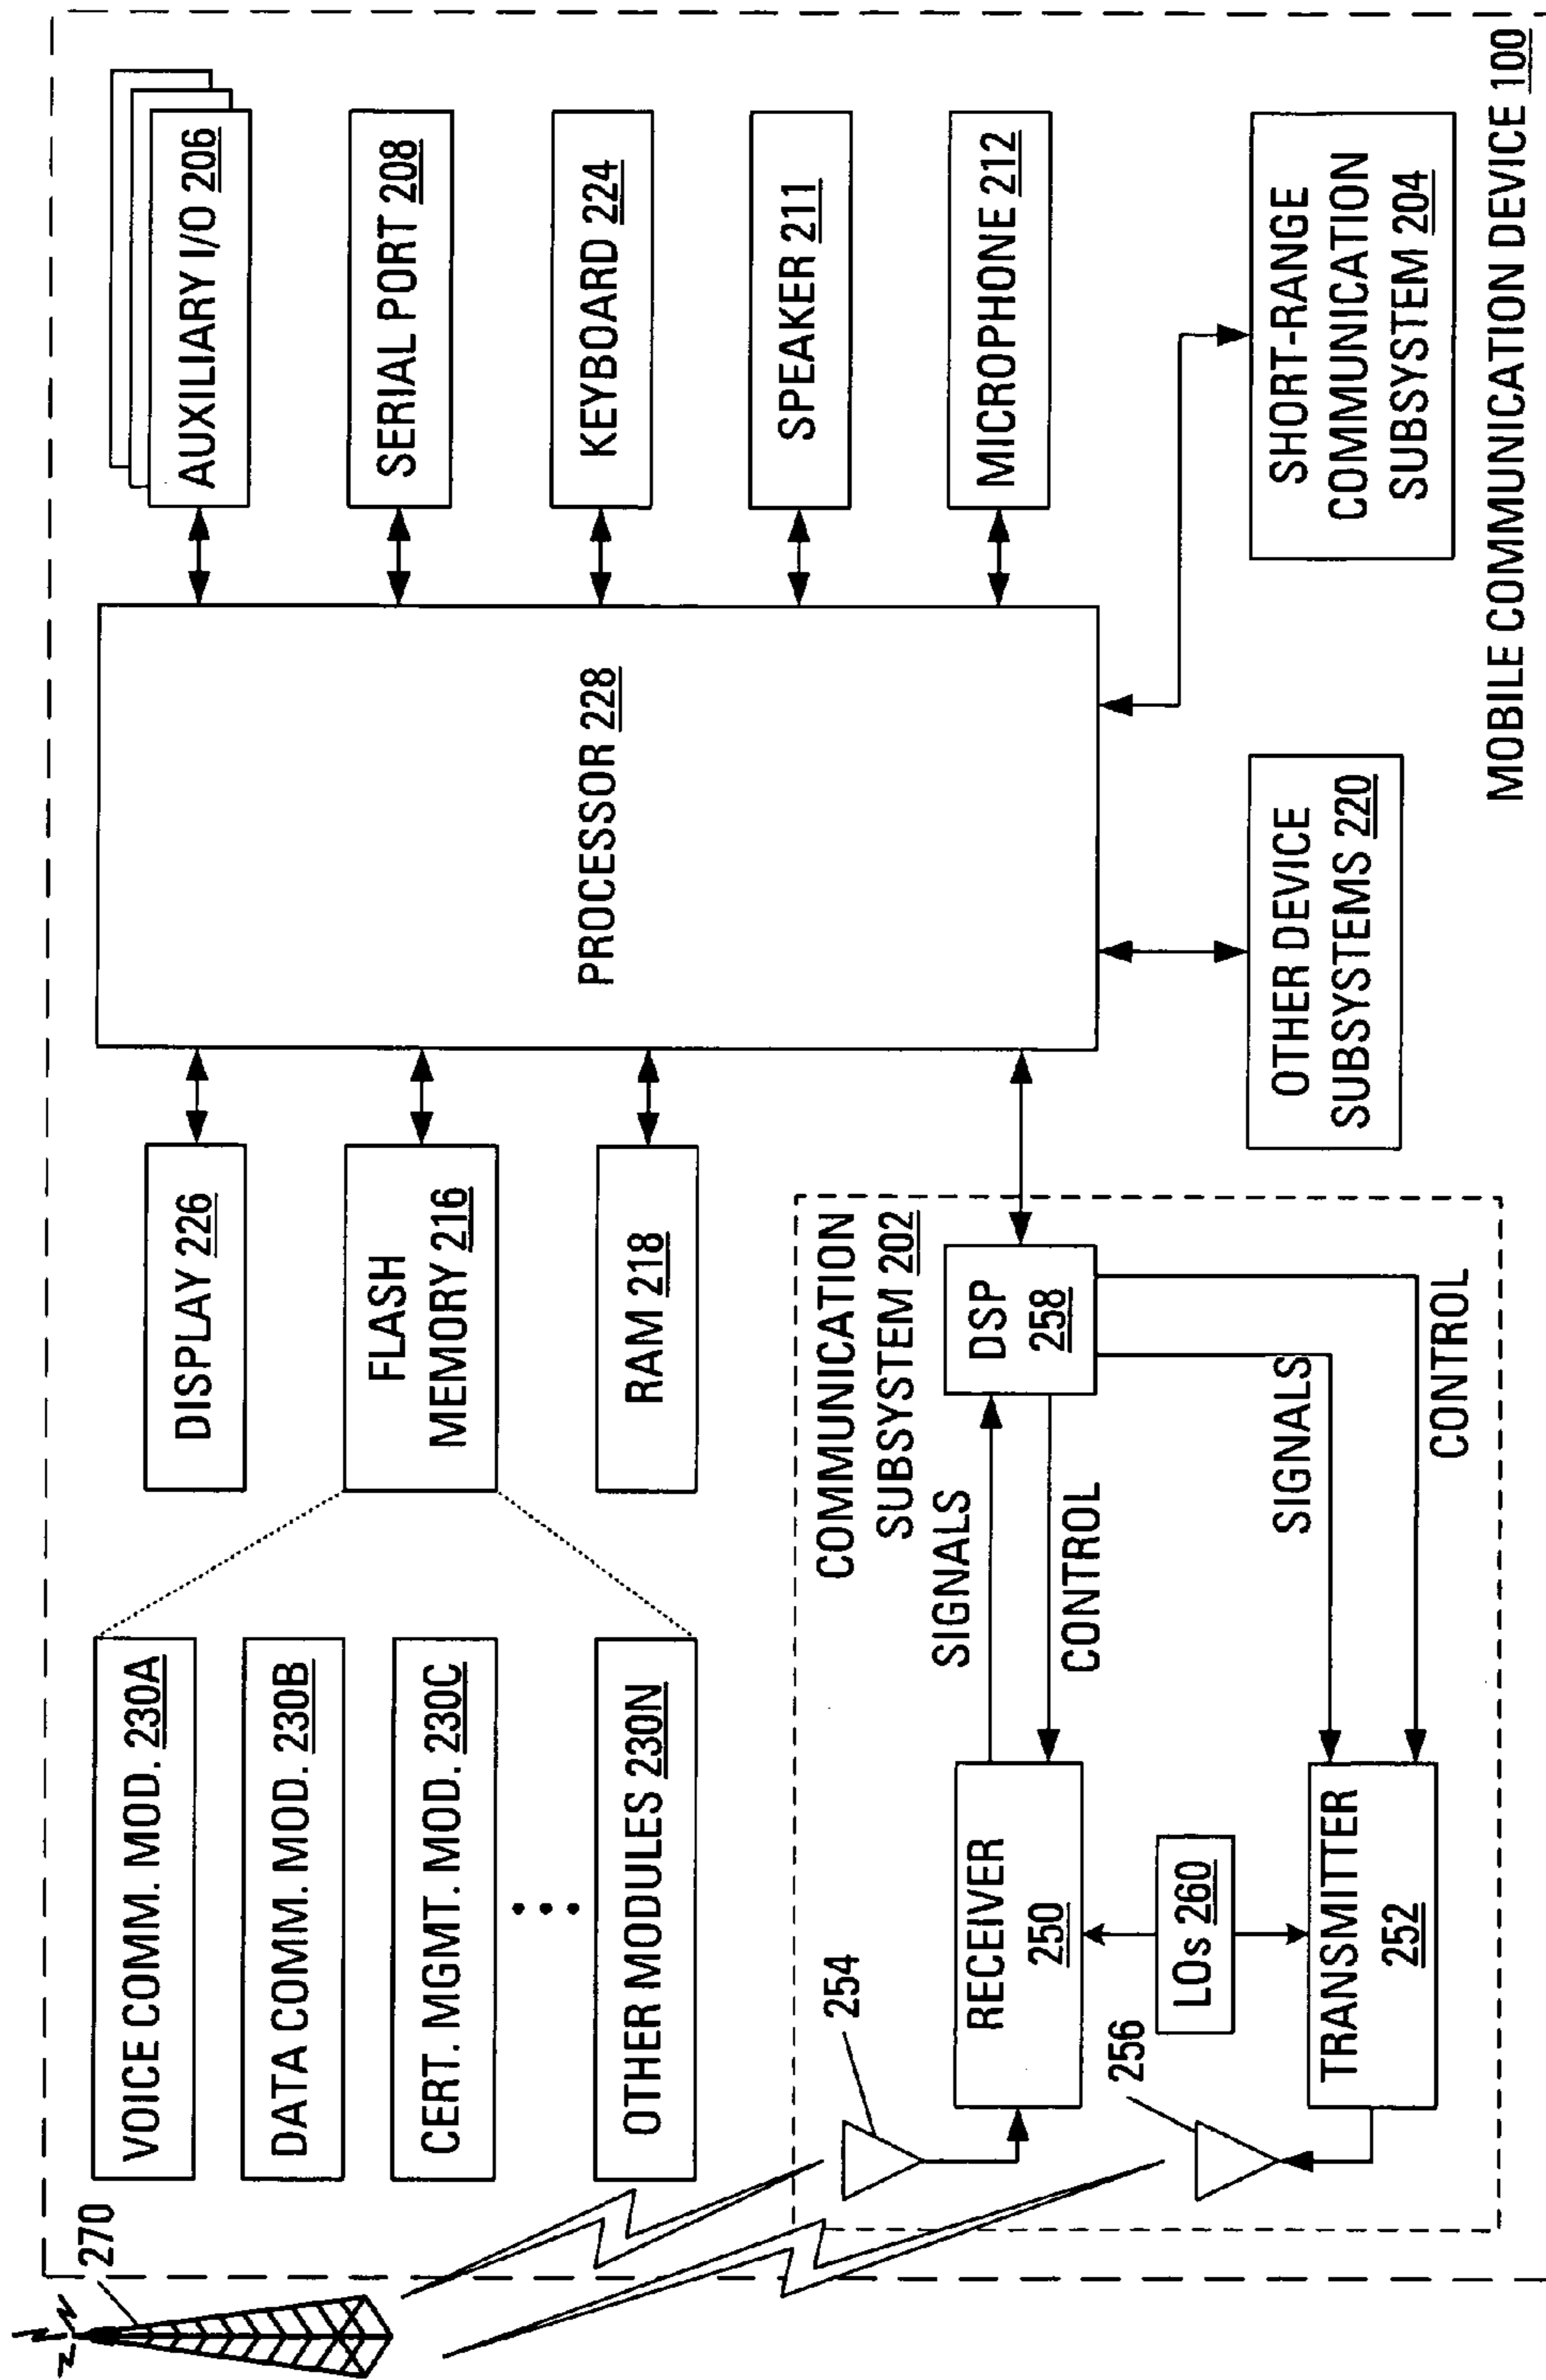 270
VOICE COMM. MOD. 230A
DATA COMM. MOD. 230B
CERT. MGMT. MOD. 230C
OTHER MODULES 230N
DISPLAY 226
FLASH
MEMORY 216
RAM 218
PROCESSOR 228
AUXILIARY I/O 206
SERIAL PORT 208
KEYBOARD 224
SPEAKER 211
MICROPHONE 212
COMMUNICATION
SUBSYSTEM 202
254
RECEIVER
250
SIGNALS
CONTROL
DSP
258
256
LOs 260
TRANSMITTER
252
SIGNALS
CONTROL
OTHER DEVICE
SUBSYSTEMS 220
SHORT-RANGE
COMMUNICATION
SUBSYSTEM 204
MOBILE COMMUNICATION DEVICE 100